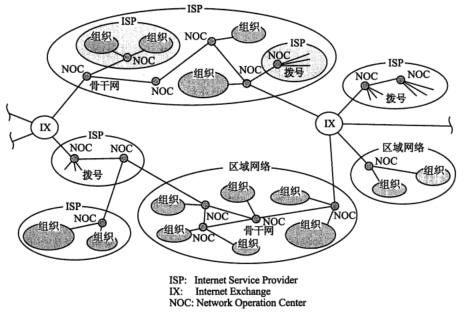 ISP
ISP
组织
组织
NOC
NOC
NOC
骨干网
NOC
组织
NOC
组织
NOC
ISP
NOC
拨号
ISP
NOC
NOC
拨号
IX
IX
ISP
NOC
NOC
拨号
区域网络
NOC
组织
组织
ISP
NOC
组织
组织
区域网络
组织
组织
组织
NOC
骨干网
NOC
NOC
组织
NOC
组织
组织
ISP: Internet Service Provider
IX: Internet Exchange
NOC: Network Operation Center